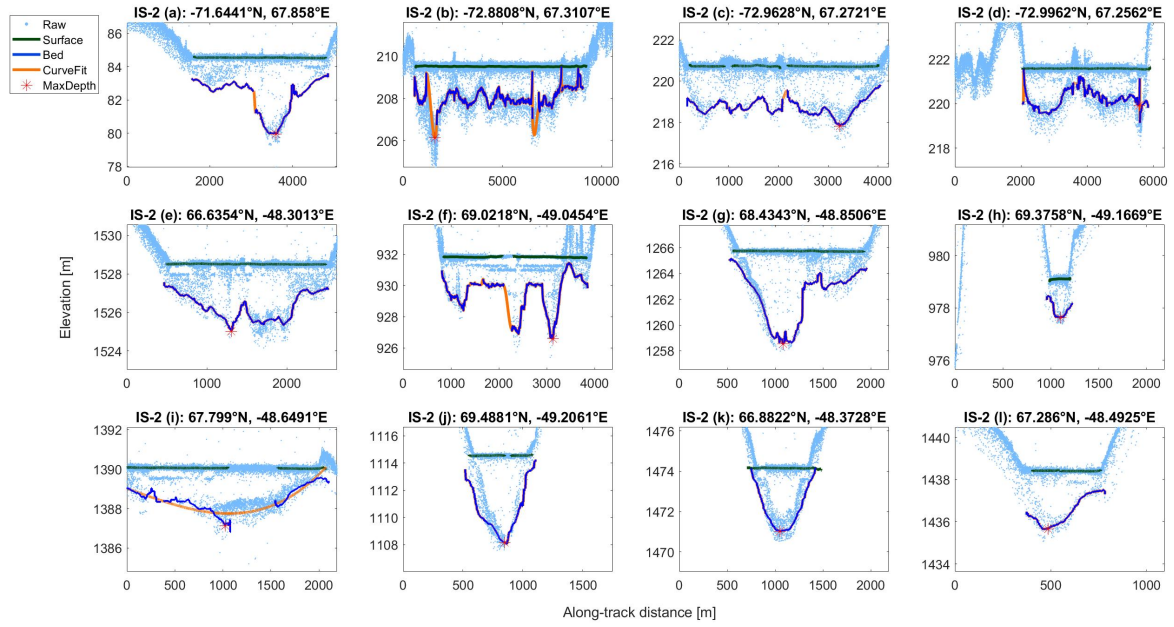 Raw
Surface
Bed
CurveFit
MaxDepth
Elevation [m]
IS-2 (a): -71.6441°N, 67.858°E
86
84
82
80
78
0 2000 4000
IS-2 (b): -72.8808°N, 67.3107°E
210
208
206
0 5000 10000
IS-2 (c): -72.9628°N, 67.2721°E
222
220
218
216
0 1000 2000 3000 4000
IS-2 (d): -72.9962°N, 67.2562°E
222
220
218
0 2000 4000 6000
IS-2 (e): 66.6354°N, -48.3013°E
1530
1528
1526
1524
0 1000 2000
IS-2 (f): 69.0218°N, -49.0454°E
932
930
928
926
0 1000 2000 3000 4000
IS-2 (g): 68.4343°N, -48.8506°E
1266
1264
1262
1260
1258
0 500 1000 1500 2000
IS-2 (h): 69.3758°N, -49.1669°E
980
978
976
0 500 1000 1500 2000
IS-2 (i): 67.799°N, -48.6491°E
1392
1390
1388
1386
0 500 1000 1500 2000
IS-2 (j): 69.4881°N, -49.2061°E
1116
1114
1112
1110
1108
0 500 1000 1500 2000
IS-2 (k): 66.8822°N, -48.3728°E
1476
1474
1472
1470
0 500 1000 1500 2000
IS-2 (l): 67.286°N, -48.4925°E
1440
1438
1436
1434
0 500 1000
Along-track distance [m]